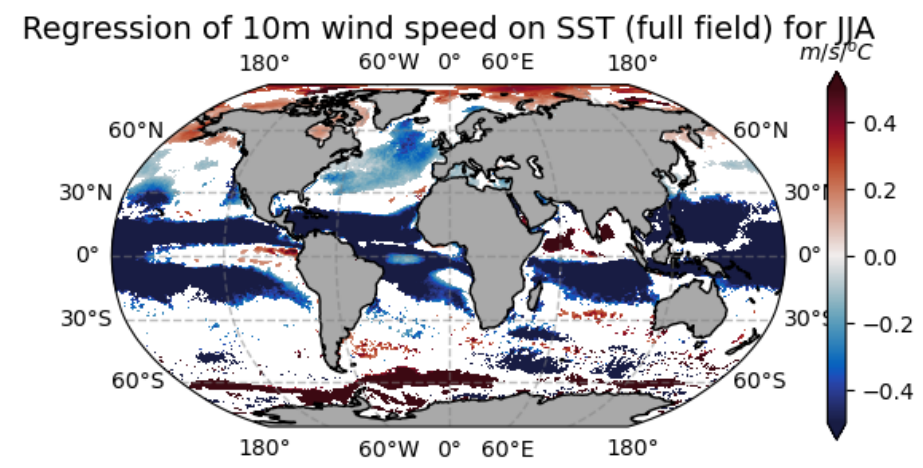 Regression of 10m wind speed on SST (full field) for JJA
m/s/°C
180° 60°W 0° 60°E 180°
60°N 60°N
30°N 30°N
0° 0°
30°S 30°S
60°S 60°S
180° 60°W 0° 60°E 180°
0.4
0.2
0.0
−0.2
−0.4